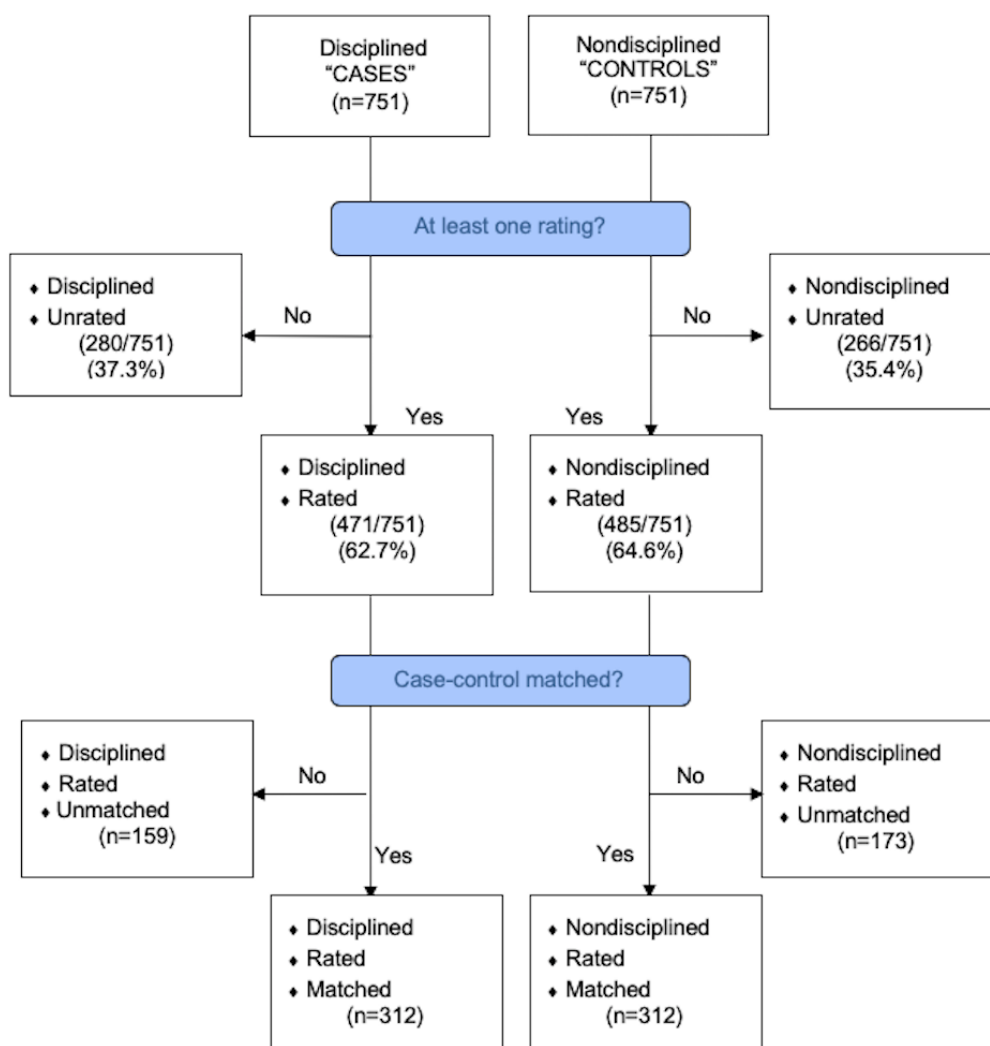 Disciplined
“CASES”
(n=751)
Nondisciplined
“CONTROLS”
(n=751)
At least one rating?
♦ Disciplined
♦ Unrated
(280/751)
(37.3%)
No
No
♦ Nondisciplined
♦ Unrated
(266/751)
(35.4%)
Yes
Yes
♦ Disciplined
♦ Rated
(471/751)
(62.7%)
♦ Nondisciplined
♦ Rated
(485/751)
(64.6%)
Case-control matched?
♦ Disciplined
♦ Rated
♦ Unmatched
(n=159)
No
No
♦ Nondisciplined
♦ Rated
♦ Unmatched
(n=173)
Yes
Yes
♦ Disciplined
♦ Rated
♦ Matched
(n=312)
♦ Nondisciplined
♦ Rated
♦ Matched
(n=312)